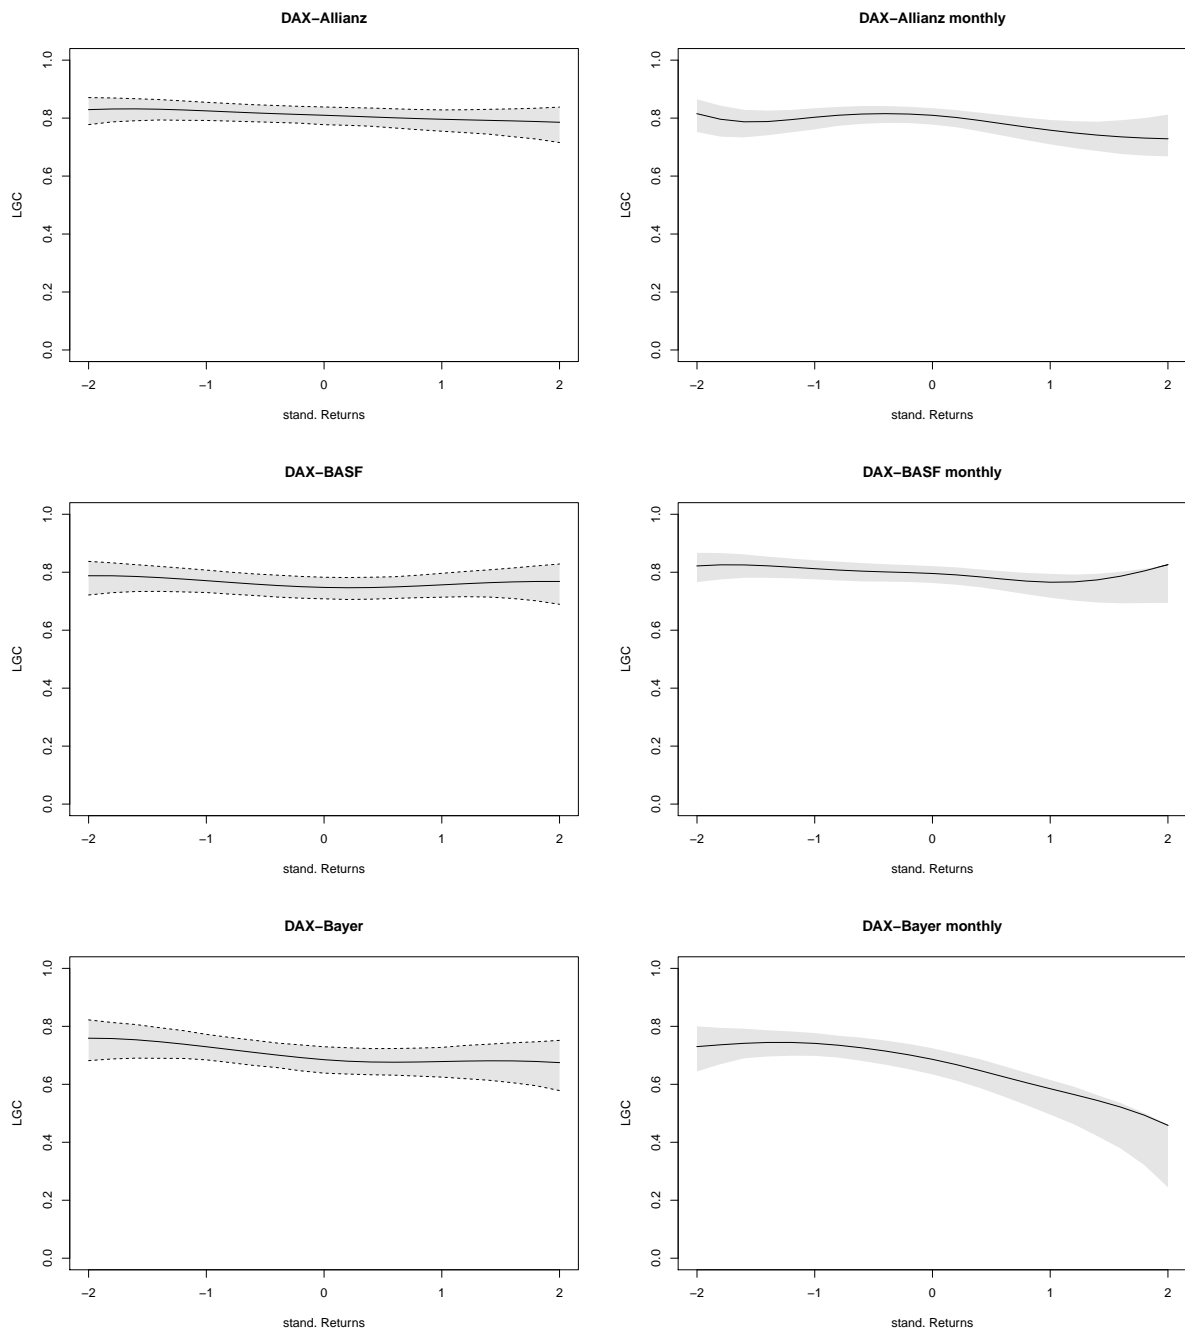 DAX−Allianz
1.0
0.8
0.6
0.4
0.2
0.0
LGC
−2 −1 0 1 2
stand. Returns
DAX−Allianz monthly
1.0
0.8
0.6
0.4
0.2
0.0
LGC
−2 −1 0 1 2
stand. Returns
DAX−BASF
1.0
0.8
0.6
0.4
0.2
0.0
LGC
−2 −1 0 1 2
stand. Returns
DAX−BASF monthly
1.0
0.8
0.6
0.4
0.2
0.0
LGC
−2 −1 0 1 2
stand. Returns
DAX−Bayer
1.0
0.8
0.6
0.4
0.2
0.0
LGC
−2 −1 0 1 2
stand. Returns
DAX−Bayer monthly
1.0
0.8
0.6
0.4
0.2
0.0
LGC
−2 −1 0 1 2
stand. Returns